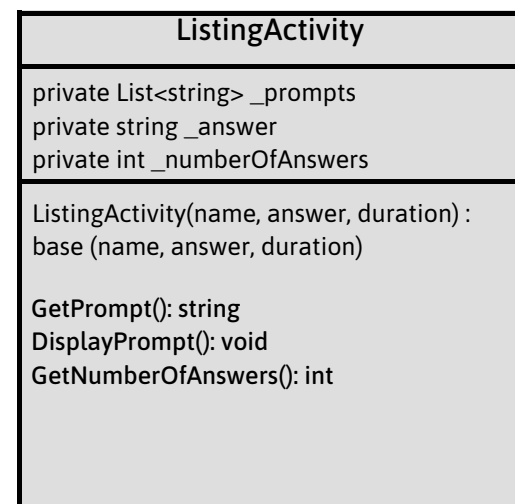 ListingActivity
private List<string> _prompts
private string _answer
private int _numberOfAnswers
ListingActivity(name, answer, duration) :
base (name, answer, duration)
GetPrompt(): string
DisplayPrompt(): void
GetNumberOfAnswers(): int